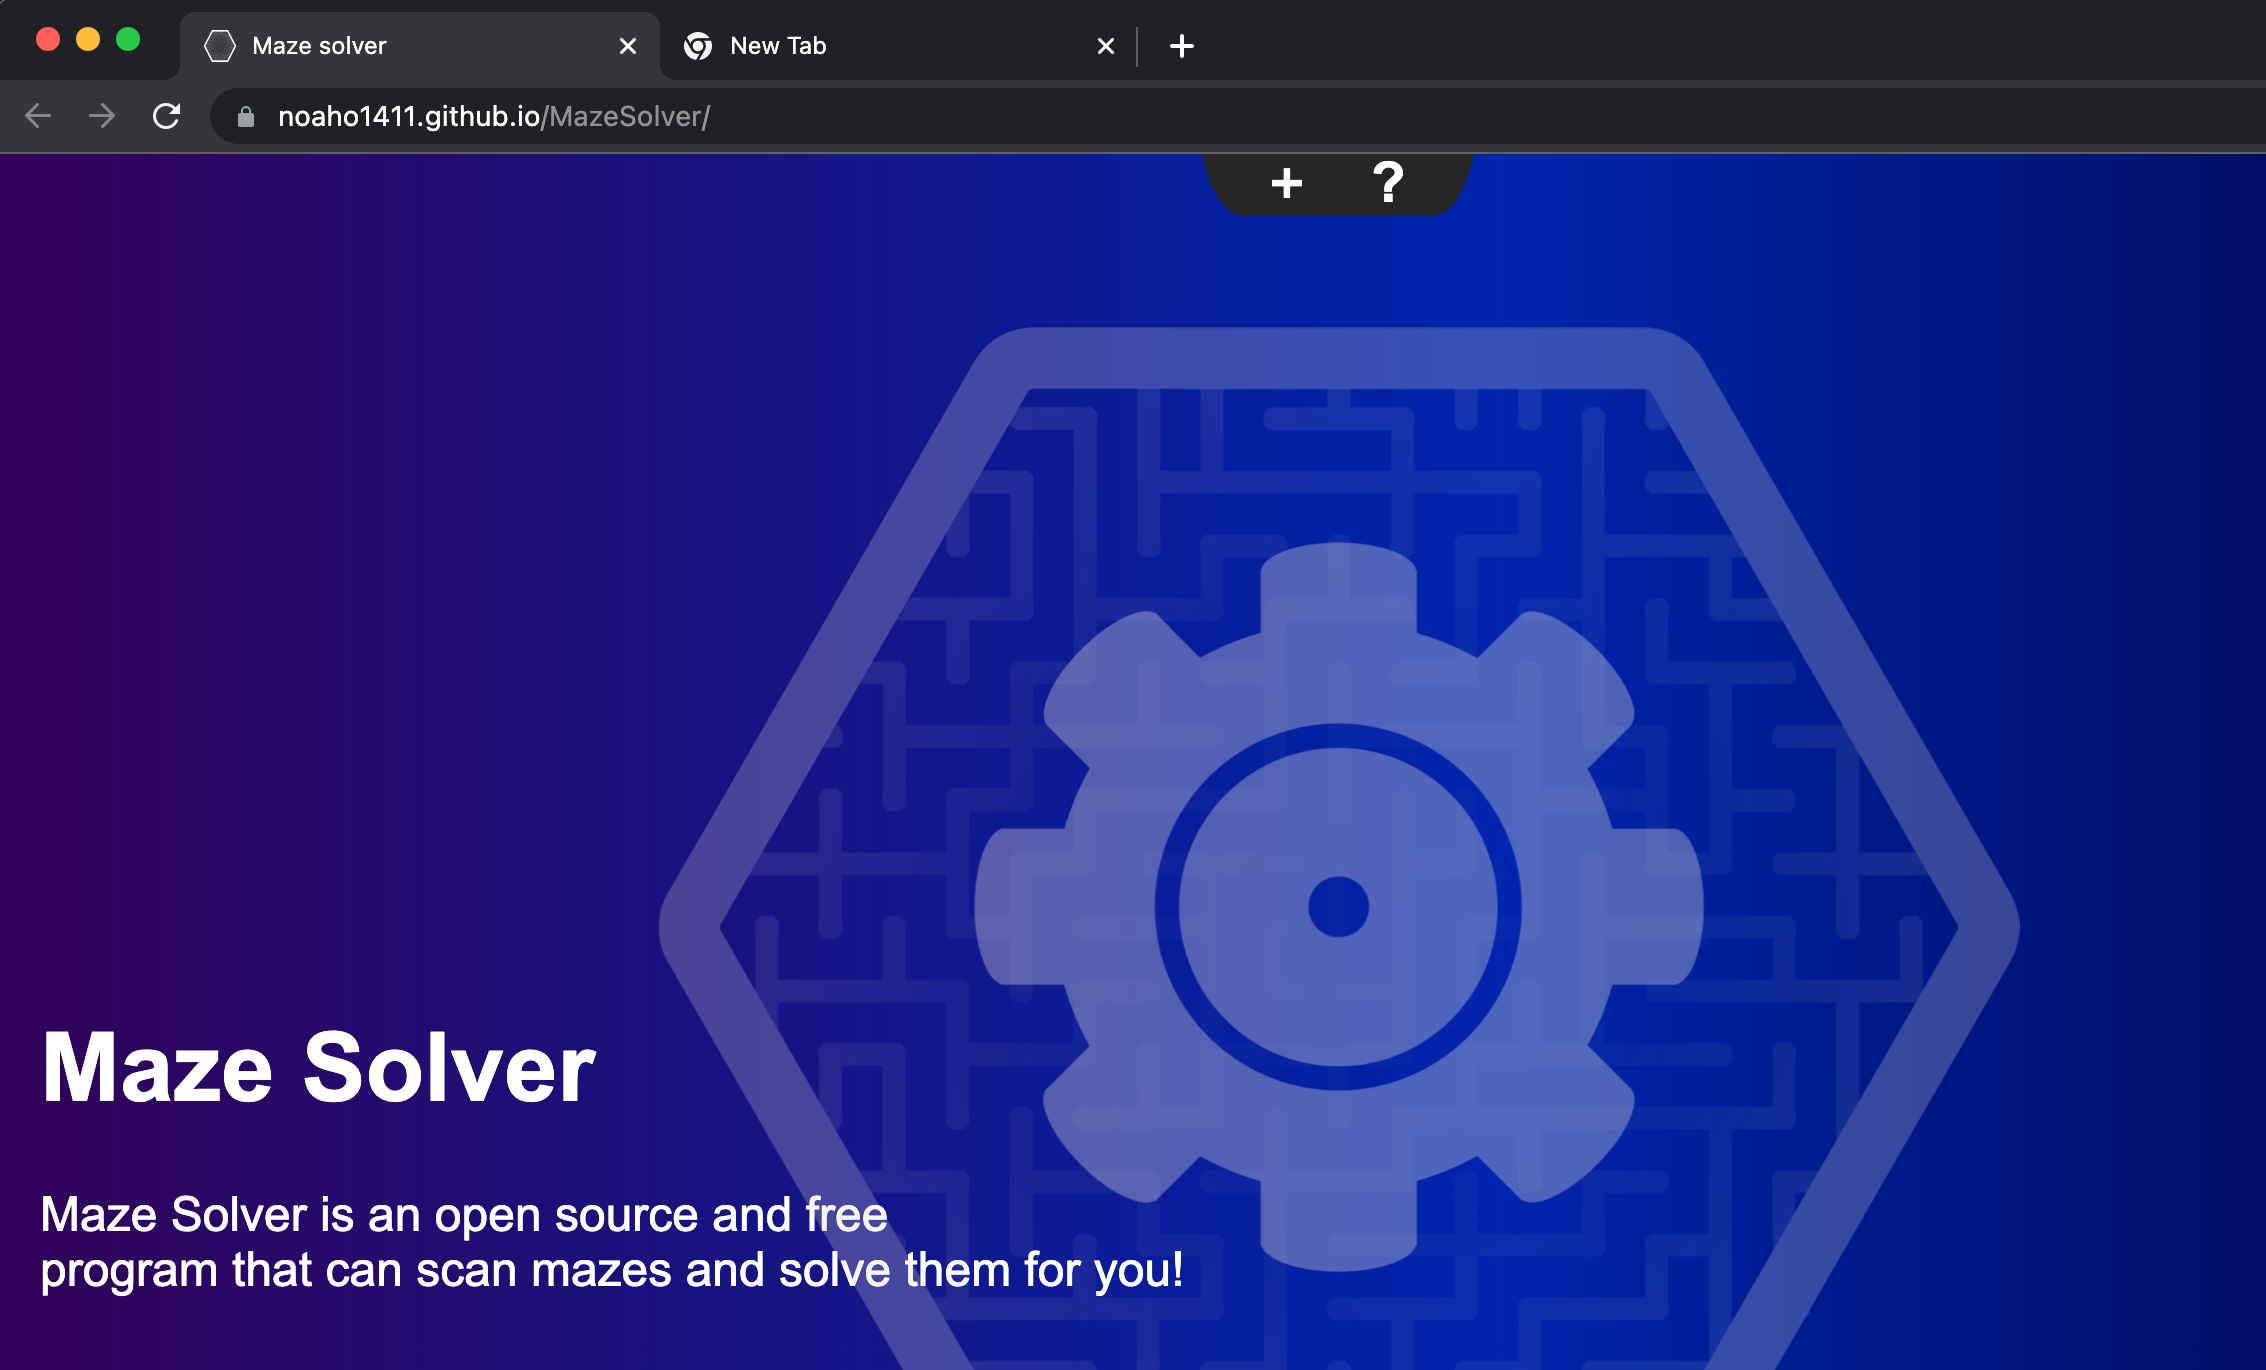 Maze solver
New Tab
noaho1411.github.io/MazeSolver/
+ ?
Maze Solver
Maze Solver is an open source and free
program that can scan mazes and solve them for you!